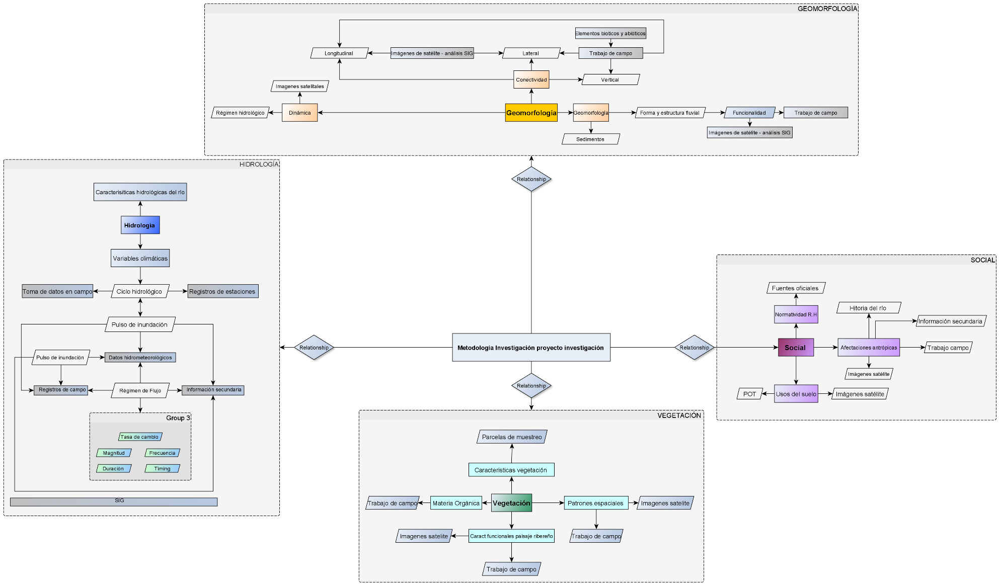 GEOMORFOLOGÍA
Elementos bioticos y abióticos
Longitudinal
Imágenes de satélite - análisis SIG
Lateral
Trabajo de campo
Conectividad
Vertical
Imagenes satelitales
Régimen hidrológico
Dinámica
Geomorfología
Geomorfología
Forma y estructura fluvial
Funcionalidad
Trabajo de campo
Imágenes de satélite - análisis SIG
Sedimentos
HIDROLOGÍA
Relationship
Caracterisiticas hidrológicas del río
Hidrología
Variables climáticas
Toma de datos en campo
Ciclo hidrológico
Registros de estaciones
Pulso de inundación
Pulso de inundación
Datos hidrometeorológicos
Registros de campo
Régimen de Flujo
Información secundaria
Group 3
Tasa de cambio
Magnitud
Frecuencia
Duración
Timing
SIG
Relationship
Metodologia Investigación proyecto investigación
Relationship
Relationship
SOCIAL
Fuentes oficiales
Normatividad R.H
Hitoria del río
Información secundaria
Social
Afectaciones antrópicas
Trabajo campo
Imágenes satélite
POT
Usos del suelo
Imágenes satélite
VEGETACIÓN
Parcelas de muestreo
Caracteristicas vegetación
Trabajo de campo
Materia Orgánica
Vegetación
Patrones espaciales
Imagenes satelite
Imagenes satelite
Caract funcionales paisaje ribereño
Trabajo de campo
Trabajo de campo